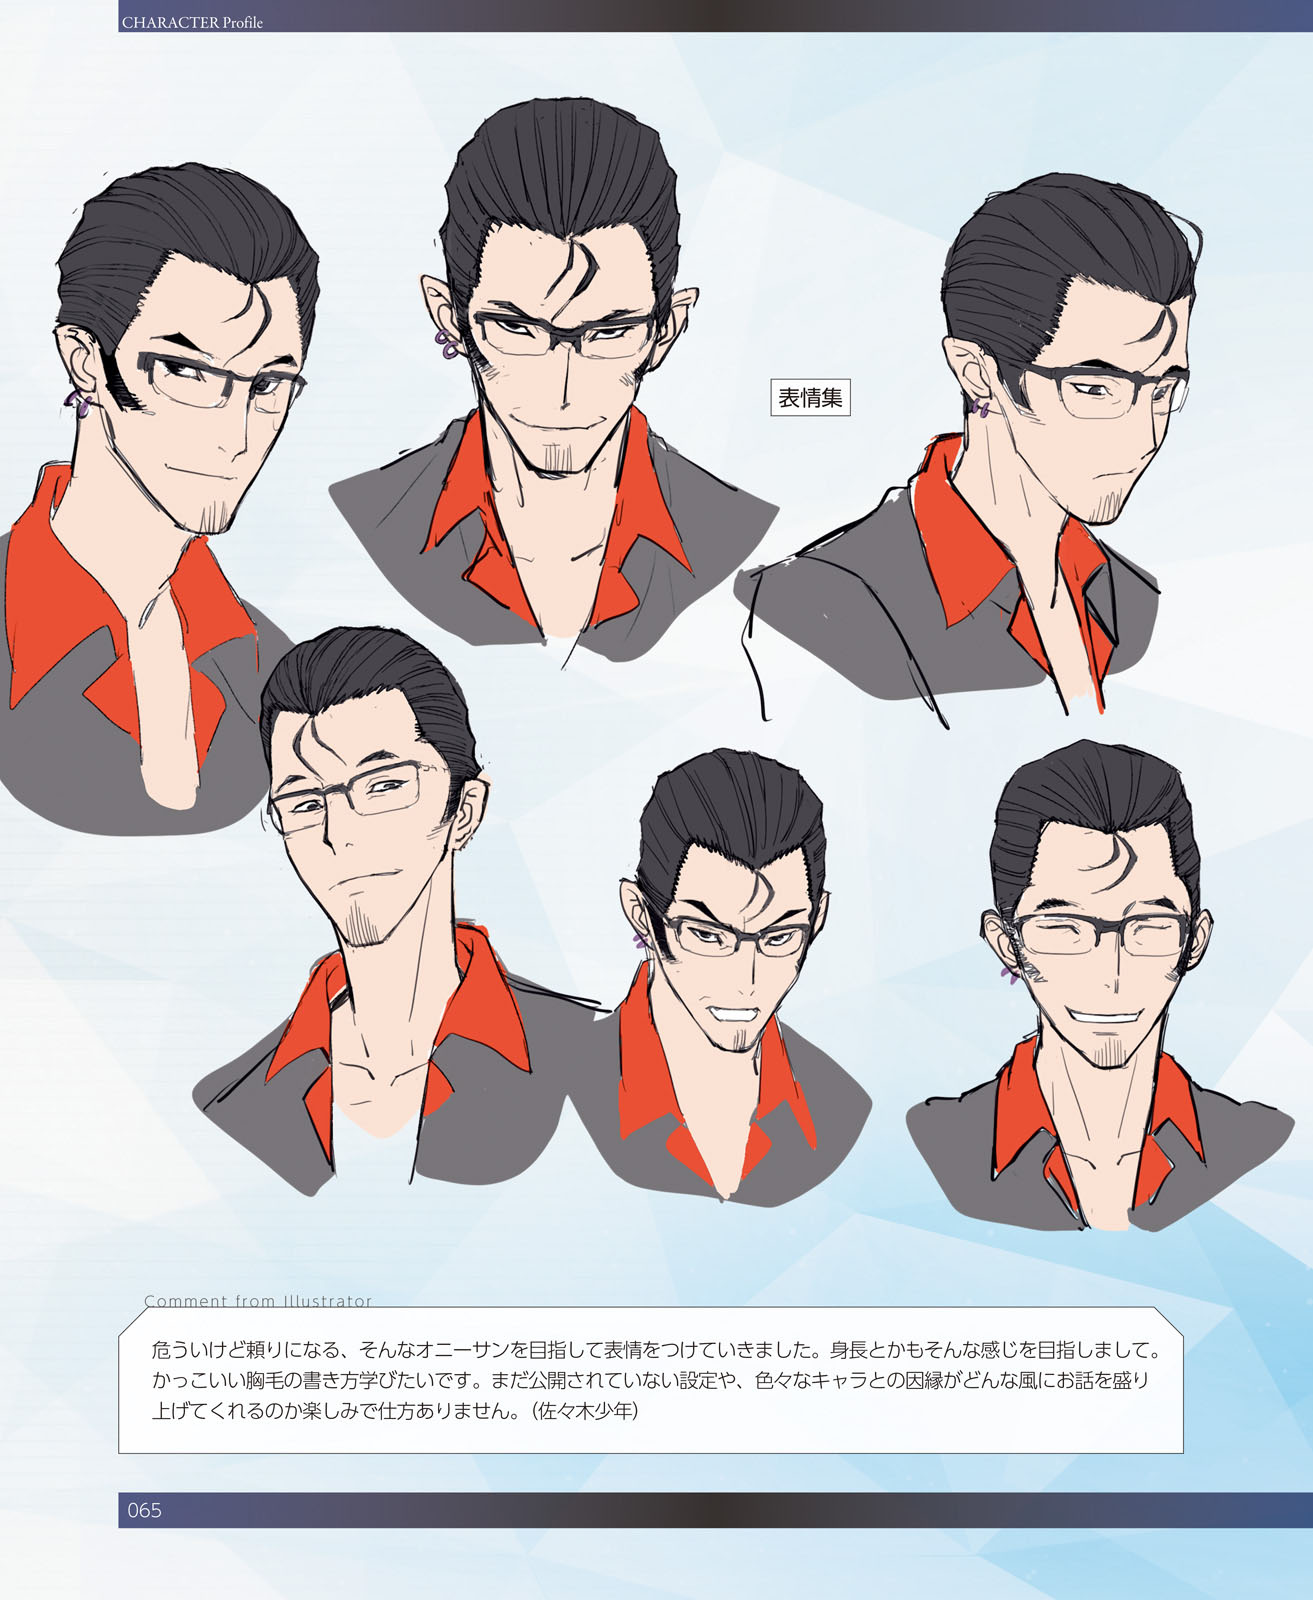 CHARACTER Profile
表情集
Comment from Illustrator
危ういけど頼りになる、そんなオニーサンを目指して表情をつけていきました。身長とかもそんな感じを目指しまして。
かっこいい胸毛の書き方学びたいです。まだ公開されていない設定や、色々なキャラとの因縁がどんな風にお話を盛り
上げてくれるのか楽しみで仕方ありません。（佐々木少年）
065